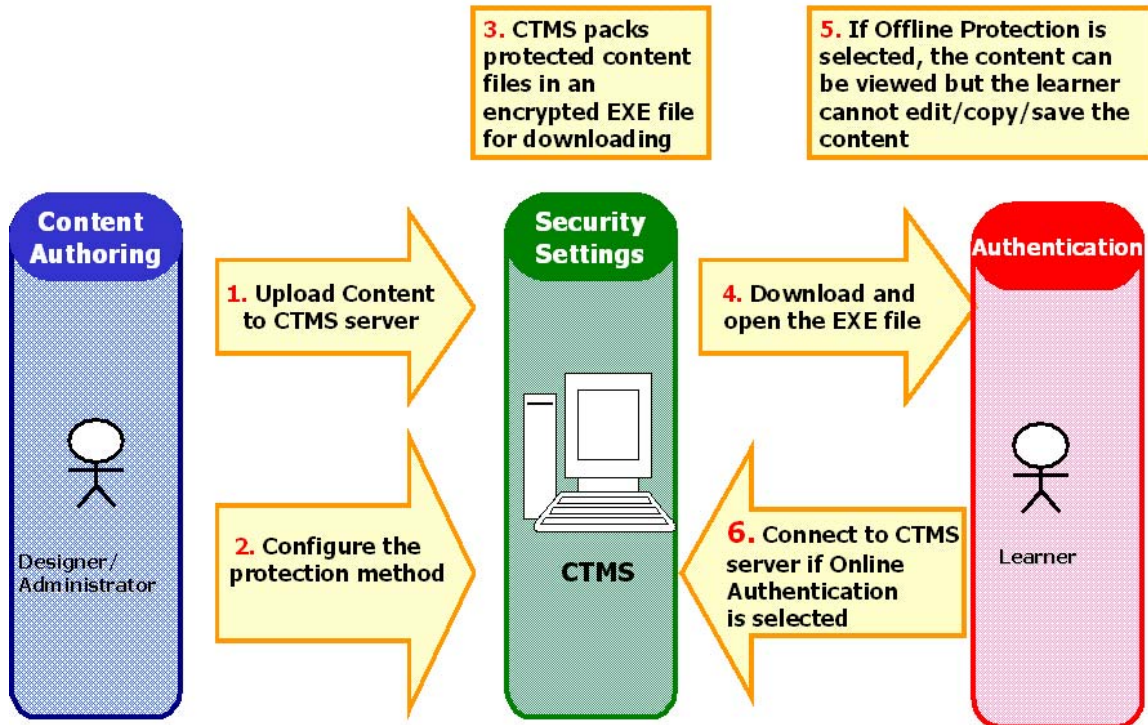 3. CTMS packs
protected content
files in an
encrypted EXE file
for downloading
5. If Offline Protection is
selected, the content can
be viewed but the learner
cannot edit/copy/save the
content
Content
Authoring
Security
Settings
Authentication
1. Upload Content
to CTMS server
4. Download and
open the EXE file
2. Configure the
protection method
6. Connect to CTMS
server if Online
Authentication
is selected
Designer/
Administrator
CTMS
Learner